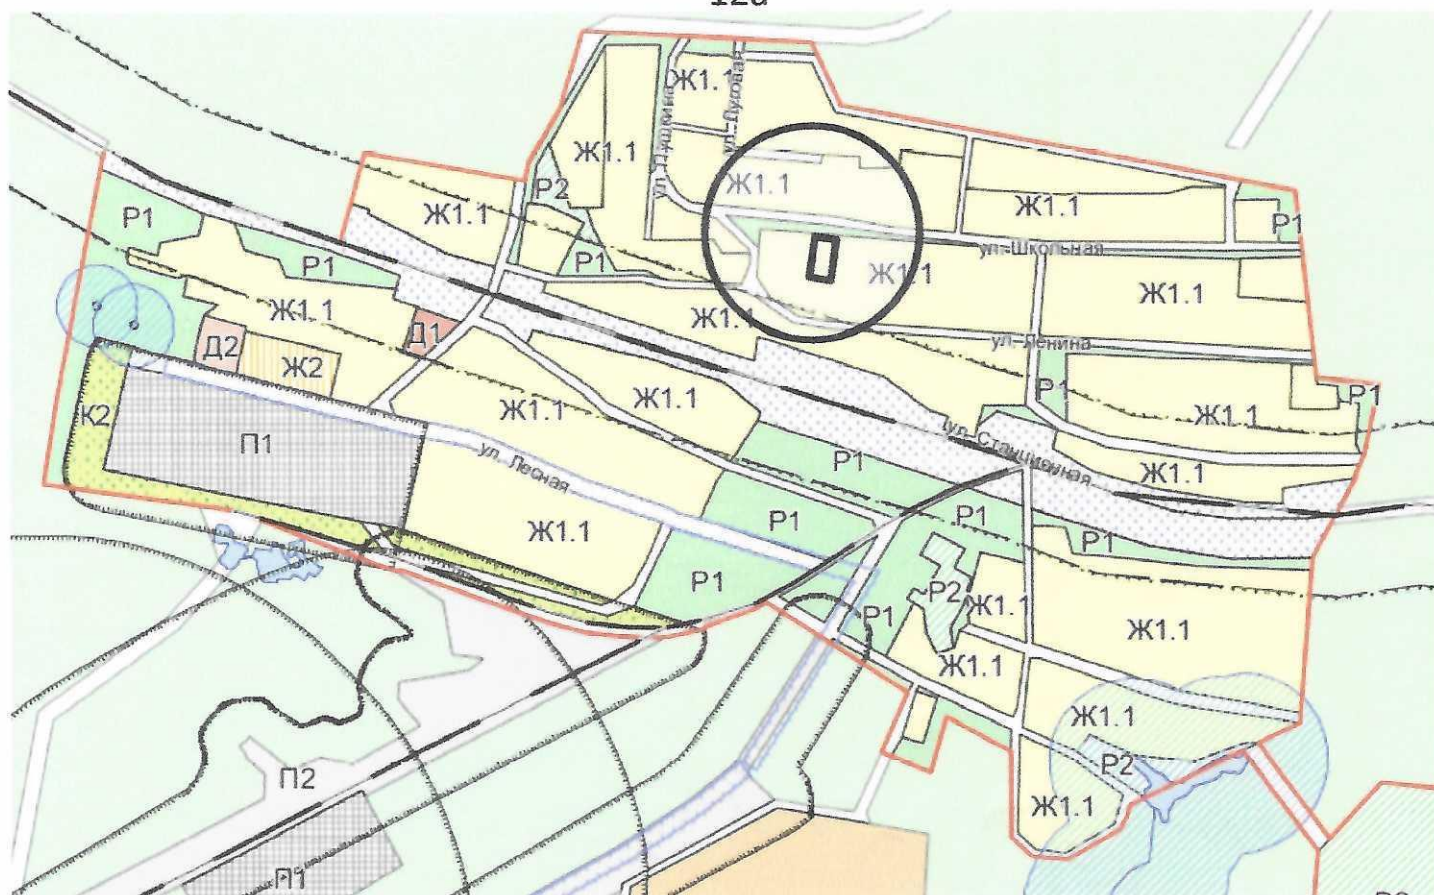 12а
Ж1.1
ул. Пушкина
ул. Луговая
Ж1.1
Р2
Ж1.1
Ж1.1
Р1
Р1
Ж1.1
Р1
Р1
ул. Школьная
Ж1.1
Ж1.1
Ж1.1
Ж1.1
Д1
ул. Ленина
Д2
Ж2
Р1
Р1
К2
Ж1.1
Ж1.1
Ж1.1
П1
ул. Лесная
Р1
ул. Станционная
Ж1.1
Р1
Р1
Ж1.1
Р1
Р1
Р2
Ж1.1
Р1
Ж1.1
Ж1.1
Ж1.1
П2
Р2
Ж1.1
П1